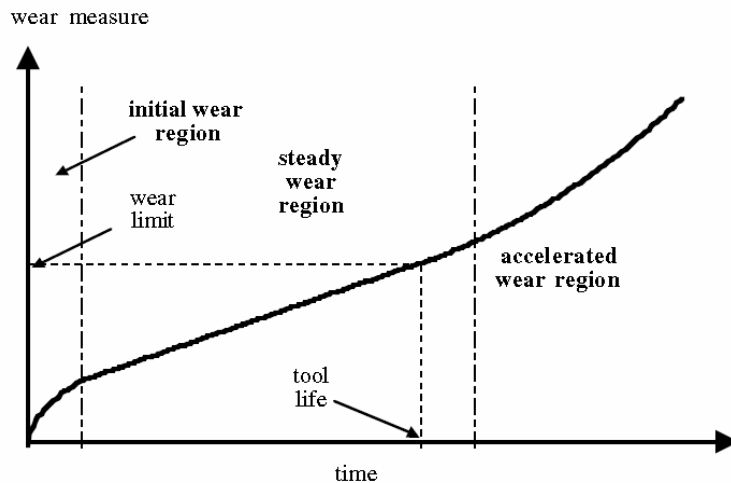 wear measure
initial wear
region
steady
wear
region
wear
limit
accelerated
wear region
tool
life
time